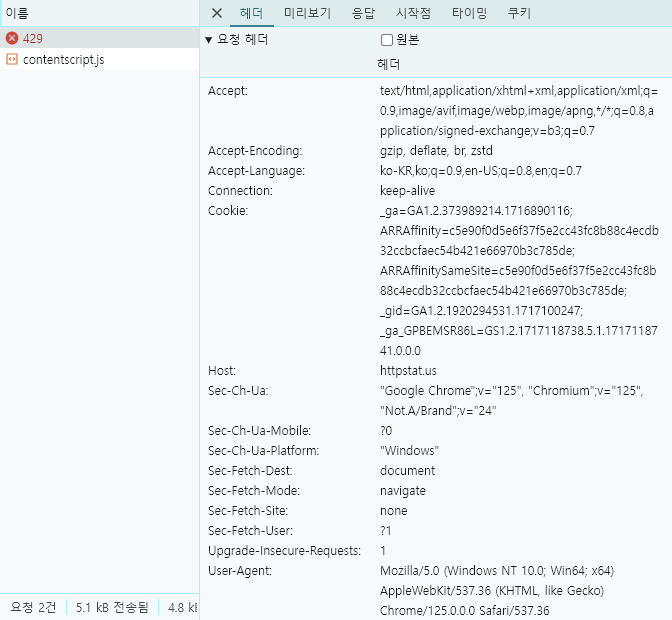 이름
헤더 미리보기 응답 시작점 타이밍 쿠키
429
contentscript.js
▼ 요청 헤더 원본
헤더
Accept: text/html,application/xhtml+xml,application/xml;q=
0.9,image/avif,image/webp,image/apng,*/*;q=0.8,a
pplication/signed-exchange;v=b3;q=0.7
Accept-Encoding: gzip, deflate, br, zstd
Accept-Language: ko-KR,ko;q=0.9,en-US;q=0.8,en;q=0.7
Connection: keep-alive
Cookie: _ga=GA1.2.373989214.1716890116;
ARRAffinity=c5e90f0d5e6f37f5e2cc43fc8b88c4ecdb
32ccbcfaec54b421e66970b3c785de;
ARRAffinitySameSite=c5e90f0d5e6f37f5e2cc43fc8b
88c4ecdb32ccbcfaec54b421e66970b3c785de;
_gid=GA1.2.1920294531.1717100247;
_ga_GPBEMSR86L=GS1.2.1717118738.5.1.17171187
41.0.0.0
Host: httpstat.us
Sec-Ch-Ua: "Google Chrome";v="125", "Chromium";v="125",
"Not.A/Brand";v="24"
Sec-Ch-Ua-Mobile: ?0
Sec-Ch-Ua-Platform: "Windows"
Sec-Fetch-Dest: document
Sec-Fetch-Mode: navigate
Sec-Fetch-Site: none
Sec-Fetch-User: ?1
Upgrade-Insecure-Requests: 1
User-Agent: Mozilla/5.0 (Windows NT 10.0; Win64; x64)
AppleWebKit/537.36 (KHTML, like Gecko)
Chrome/125.0.0.0 Safari/537.36
요청 2건 5.1 kB 전송됨 4.8 kB